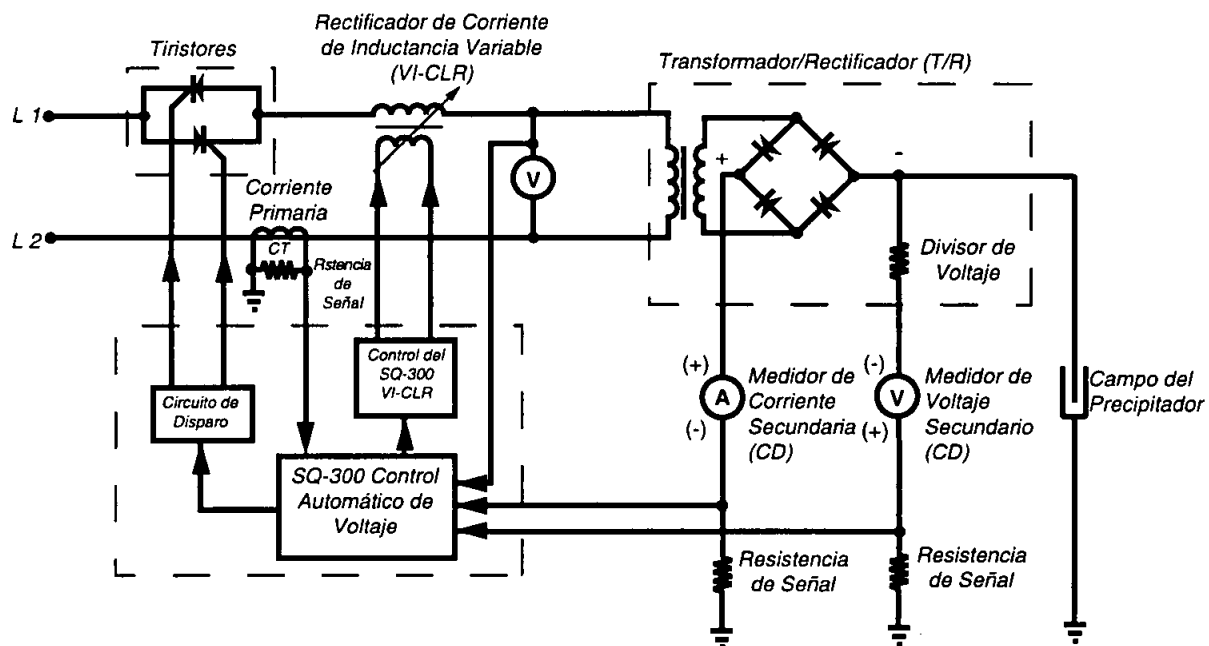 Rectificador de Corriente
de Inductancia Variable
(VI-CLR)
Tiristores
Transformador/Rectificador (T/R)
L 1
+
-
V
Corriente
Primaria
L 2
CT
Rstencia
de
Señal
Divisor de
Voltaje
Control del
SQ-300
VI-CLR
Circuito de
Disparo
(+)
A
(-)
Medidor de
Corriente
Secundaria
(CD)
(-)
V
(+)
Medidor de
Voltaje
Secundario
(CD)
Campo del
Precipitador
SQ-300 Control
Automático de
Voltaje
Resistencia
de Señal
Resistencia
de Señal